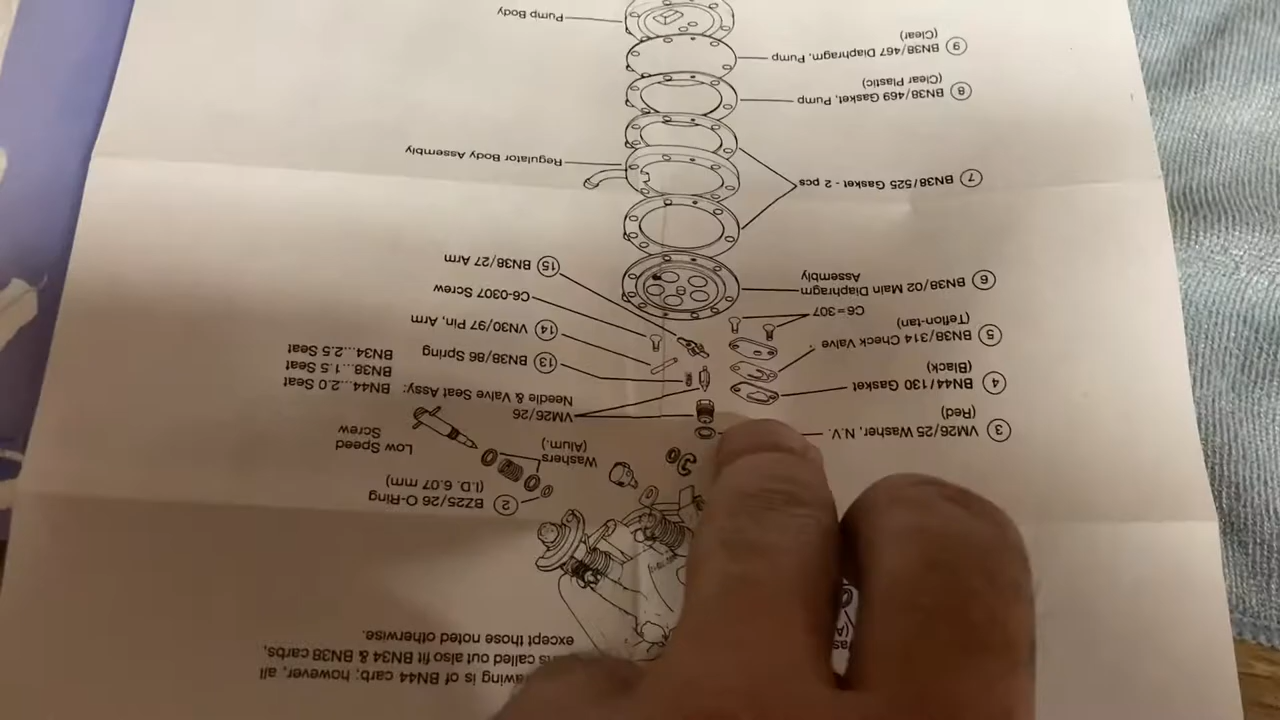 rawing is of BN44 carb; however, all
ns called out also fit BN34 & BN38 carbs,
except those noted otherwise.
2 BZ25/26 O-Ring
(I.D. 6.07 mm)
Washers
(Alum.)
Low Speed
Screw
3 VM26/25 Washer, N.V.
(Red)
VM26/26
Needle & Valve Seat Assy:
BN44...2.0 Seat
BN38...1.5 Seat
BN34...2.5 Seat
4 BN44/130 Gasket
(Black)
13 BN38/86 Spring
5 BN38/314 Check Valve
(Teflon-tan)
14 VN30/97 Pin, Arm
C6=307
C6-0307 Screw
6 BN38/02 Main Diaphragm
Assembly
15 BN38/27 Arm
7 BN38/525 Gasket - 2 pcs
Regulator Body Assembly
8 BN38/469 Gasket, Pump
(Clear Plastic)
9 BN38/467 Diaphragm, Pump
(Clear)
Pump Body